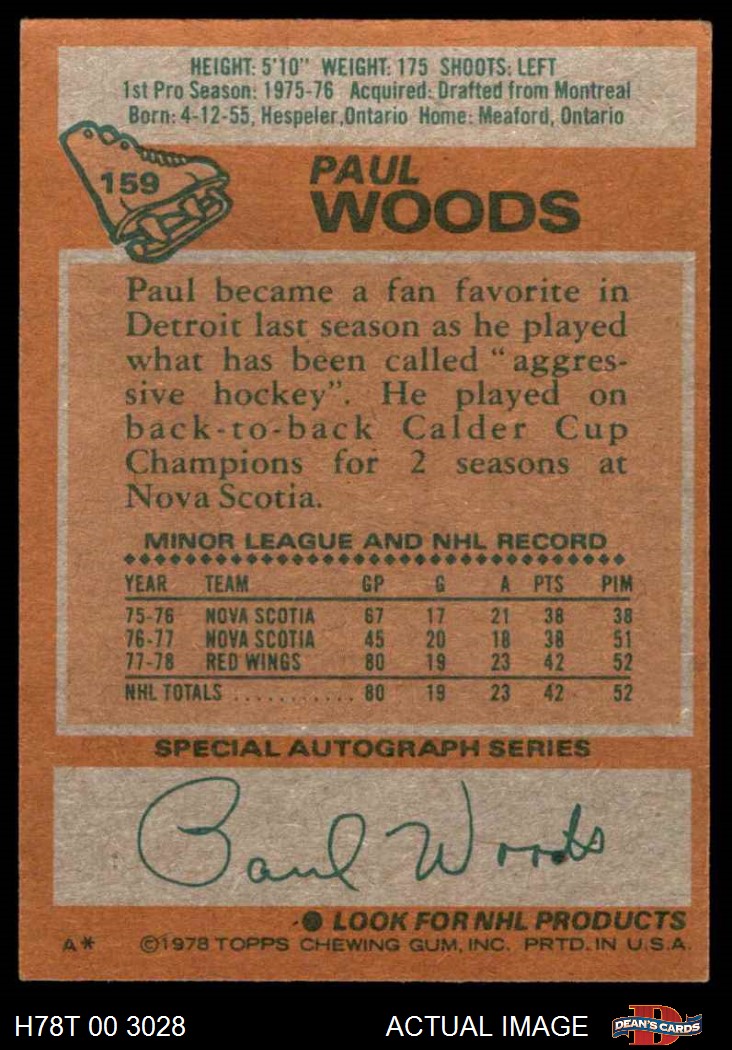 HEIGHT: 5'10" WEIGHT: 175 SHOOTS: LEFT
1st Pro Season: 1975-76 Acquired: Drafted from Montreal
Born: 4-12-55, Hespeler, Ontario Home: Meaford, Ontario
159
PAUL
WOODS
Paul became a fan favorite in
Detroit last season as he played
what has been called "aggres-
sive hockey". He played on
back-to-back Calder Cup
Champions for 2 seasons at
Nova Scotia.
MINOR LEAGUE AND NHL RECORD
YEAR TEAM GP G A PTS PIM
75-76 NOVA SCOTIA 67 17 21 38 38
76-77 NOVA SCOTIA 45 20 18 38 51
77-78 RED WINGS 80 19 23 42 52
NHL TOTALS ........... 80 19 23 42 52
SPECIAL AUTOGRAPH SERIES
Paul Woods
● LOOK FOR NHL PRODUCTS
A* ©1978 TOPPS CHEWING GUM, INC. PRTD. IN U.S.A.
H78T 00 3028 ACTUAL IMAGE D DEAN'S CARDS